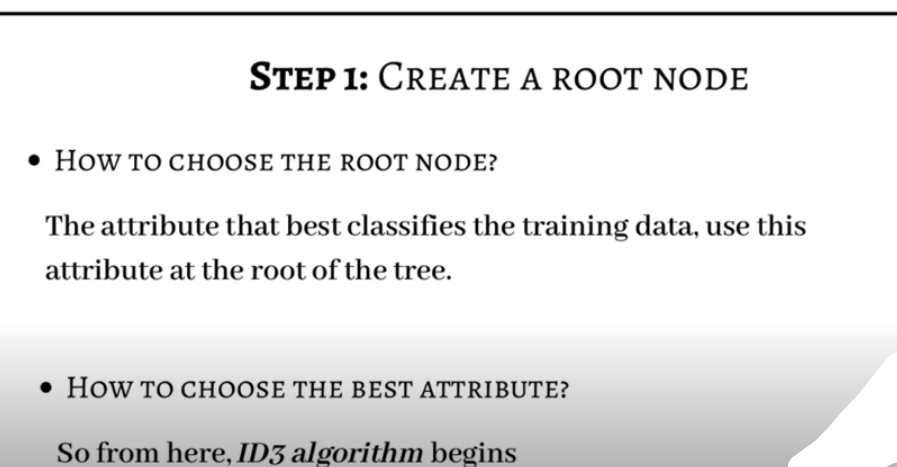 STEP 1: CREATE A ROOT NODE
• HOW TO CHOOSE THE ROOT NODE?
The attribute that best classifies the training data, use this
attribute at the root of the tree.
• HOW TO CHOOSE THE BEST ATTRIBUTE?
So from here, ID3 algorithm begins